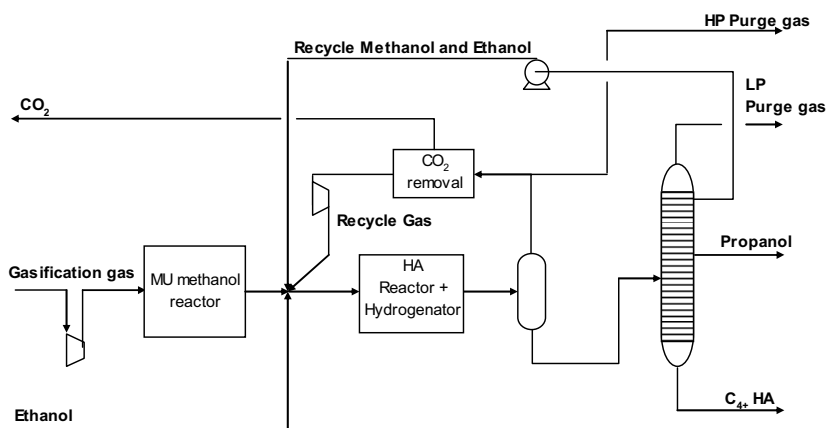 HP Purge gas
Recycle Methanol and Ethanol
LP
Purge gas
CO2
CO2
removal
Recycle Gas
Propanol
Gasification gas
MU methanol
reactor
HA
Reactor +
Hydrogenator
C4+ HA
Ethanol